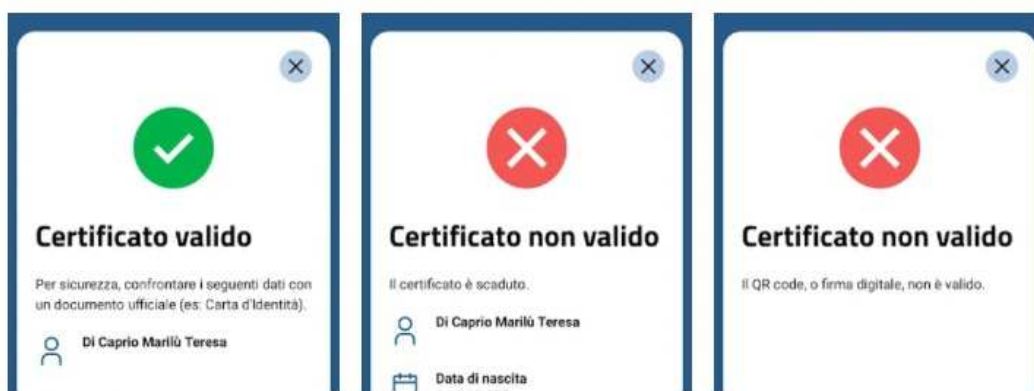 Certificato valido
Per sicurezza, confrontare i seguenti dati con
un documento ufficiale (es: Carta d'Identità).
Di Caprio Marilù Teresa
Certificato non valido
Il certificato è scaduto.
Di Caprio Marilù Teresa
Data di nascita
Certificato non valido
Il QR code, o firma digitale, non è valido.